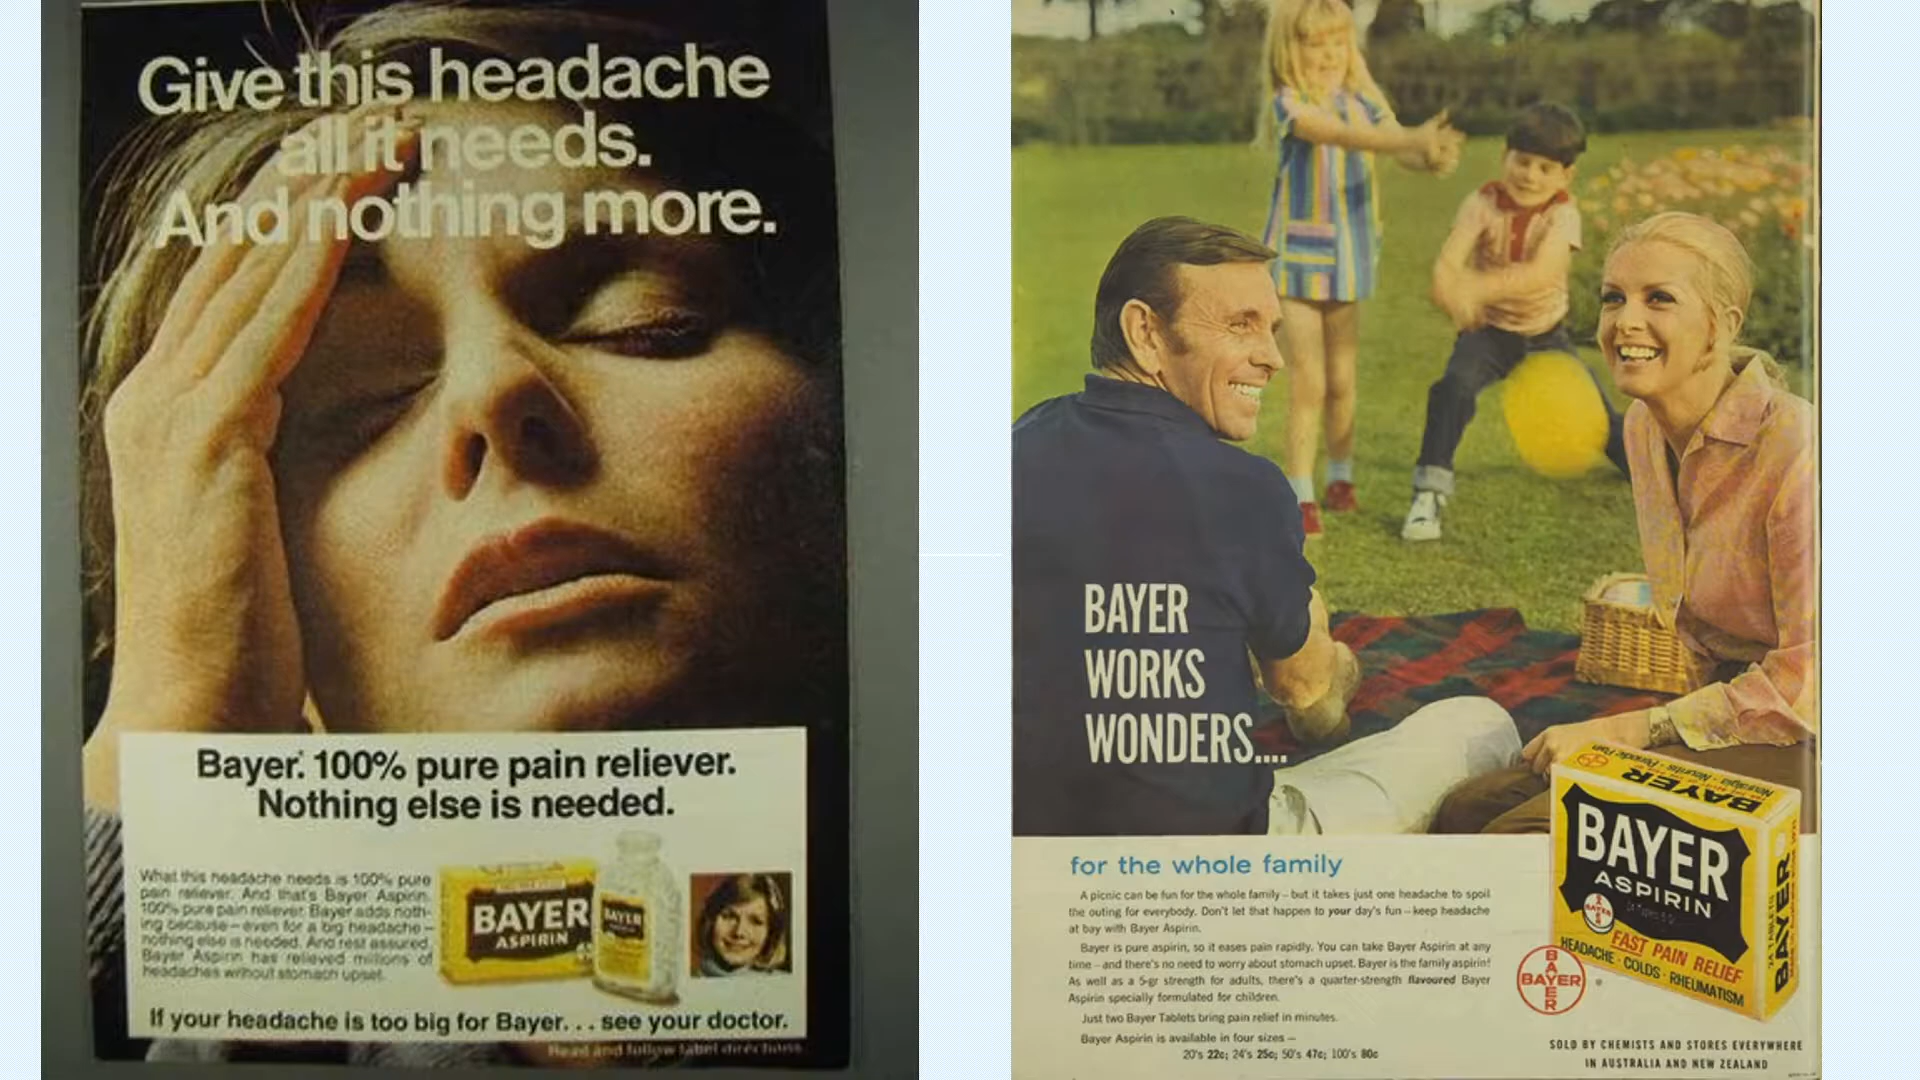 Give this headache
all it needs.
And nothing more.
Bayer. 100% pure pain reliever.
Nothing else is needed.
What this headache needs is 100% pure
pain reliever. And that's Bayer Aspirin.
100% pure pain reliever. Bayer adds noth-
ing because—even for a big headache—
nothing else is needed. And rest assured,
Bayer Aspirin has relieved millions of
headaches without stomach upset.
BAYER
ASPIRIN
BAYER
If your headache is too big for Bayer. . . see your doctor.
Read and follow label directions.
BAYER
WORKS
WONDERS....
for the whole family
A picnic can be fun for the whole family – but it takes just one headache to spoil
the outing for everybody. Don't let that happen to your day's fun – keep headache
at bay with Bayer Aspirin.
Bayer is pure aspirin, so it eases pain rapidly. You can take Bayer Aspirin at any
time – and there's no need to worry about stomach upset. Bayer is the family aspirin!
As well as a 5-gr strength for adults, there's a quarter-strength flavoured Bayer
Aspirin specially formulated for children.
Just two Bayer Tablets bring pain relief in minutes.
Bayer Aspirin is available in four sizes –
20's 22c; 24's 25c; 50's 47c; 100's 80c
BAYER
Neuralgia · Neuritis · Periodic Pain
BAYER
ASPIRIN
BAYER
FAST PAIN RELIEF
HEADACHE · COLDS · RHEUMATISM
BAYER
24 TABLETS
BAYER
BAYER
®
SOLD BY CHEMISTS AND STORES EVERYWHERE
IN AUSTRALIA AND NEW ZEALAND